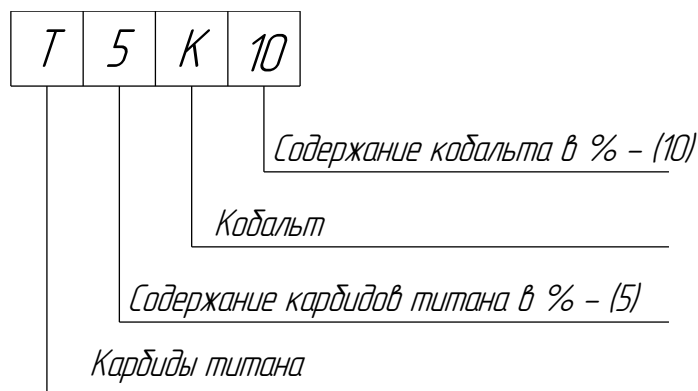 Т 5 К 10
Содержание кобальта в % – (10)
Кобальт
Содержание карбидов титана в % – (5)
Карбиды титана